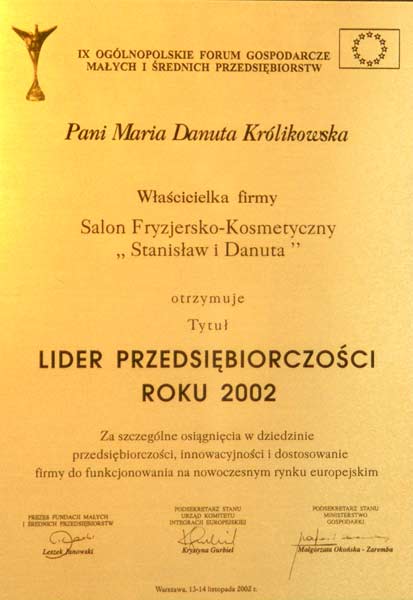 IX OGÓLNOPOLSKIE FORUM GOSPODARCZE
MAŁYCH I ŚREDNICH PRZEDSIĘBIORSTW
Pani Maria Danuta Królikowska
Właścicielka firmy
Salon Fryzjersko-Kosmetyczny
„ Stanisław i Danuta ”
otrzymuje
Tytuł
LIDER PRZEDSIĘBIORCZOŚCI
ROKU 2002
Za szczególne osiągnięcia w dziedzinie
przedsiębiorczości, innowacyjności i dostosowanie
firmy do funkcjonowania na nowoczesnym rynku europejskim
PREZES FUNDACJI MAŁYCH
I ŚREDNICH PRZEDSIĘBIORSTW
Leszek Janowski
PODSEKRETARZ STANU
URZĄD KOMITETU
INTEGRACJI EUROPEJSKIEJ
Krystyna Gurbiel
PODSEKRETARZ STANU
MINISTERSTWO
GOSPODARKI
Małgorzata Okońska - Zaremba
Warszawa, 13-14 listopada 2002 r.